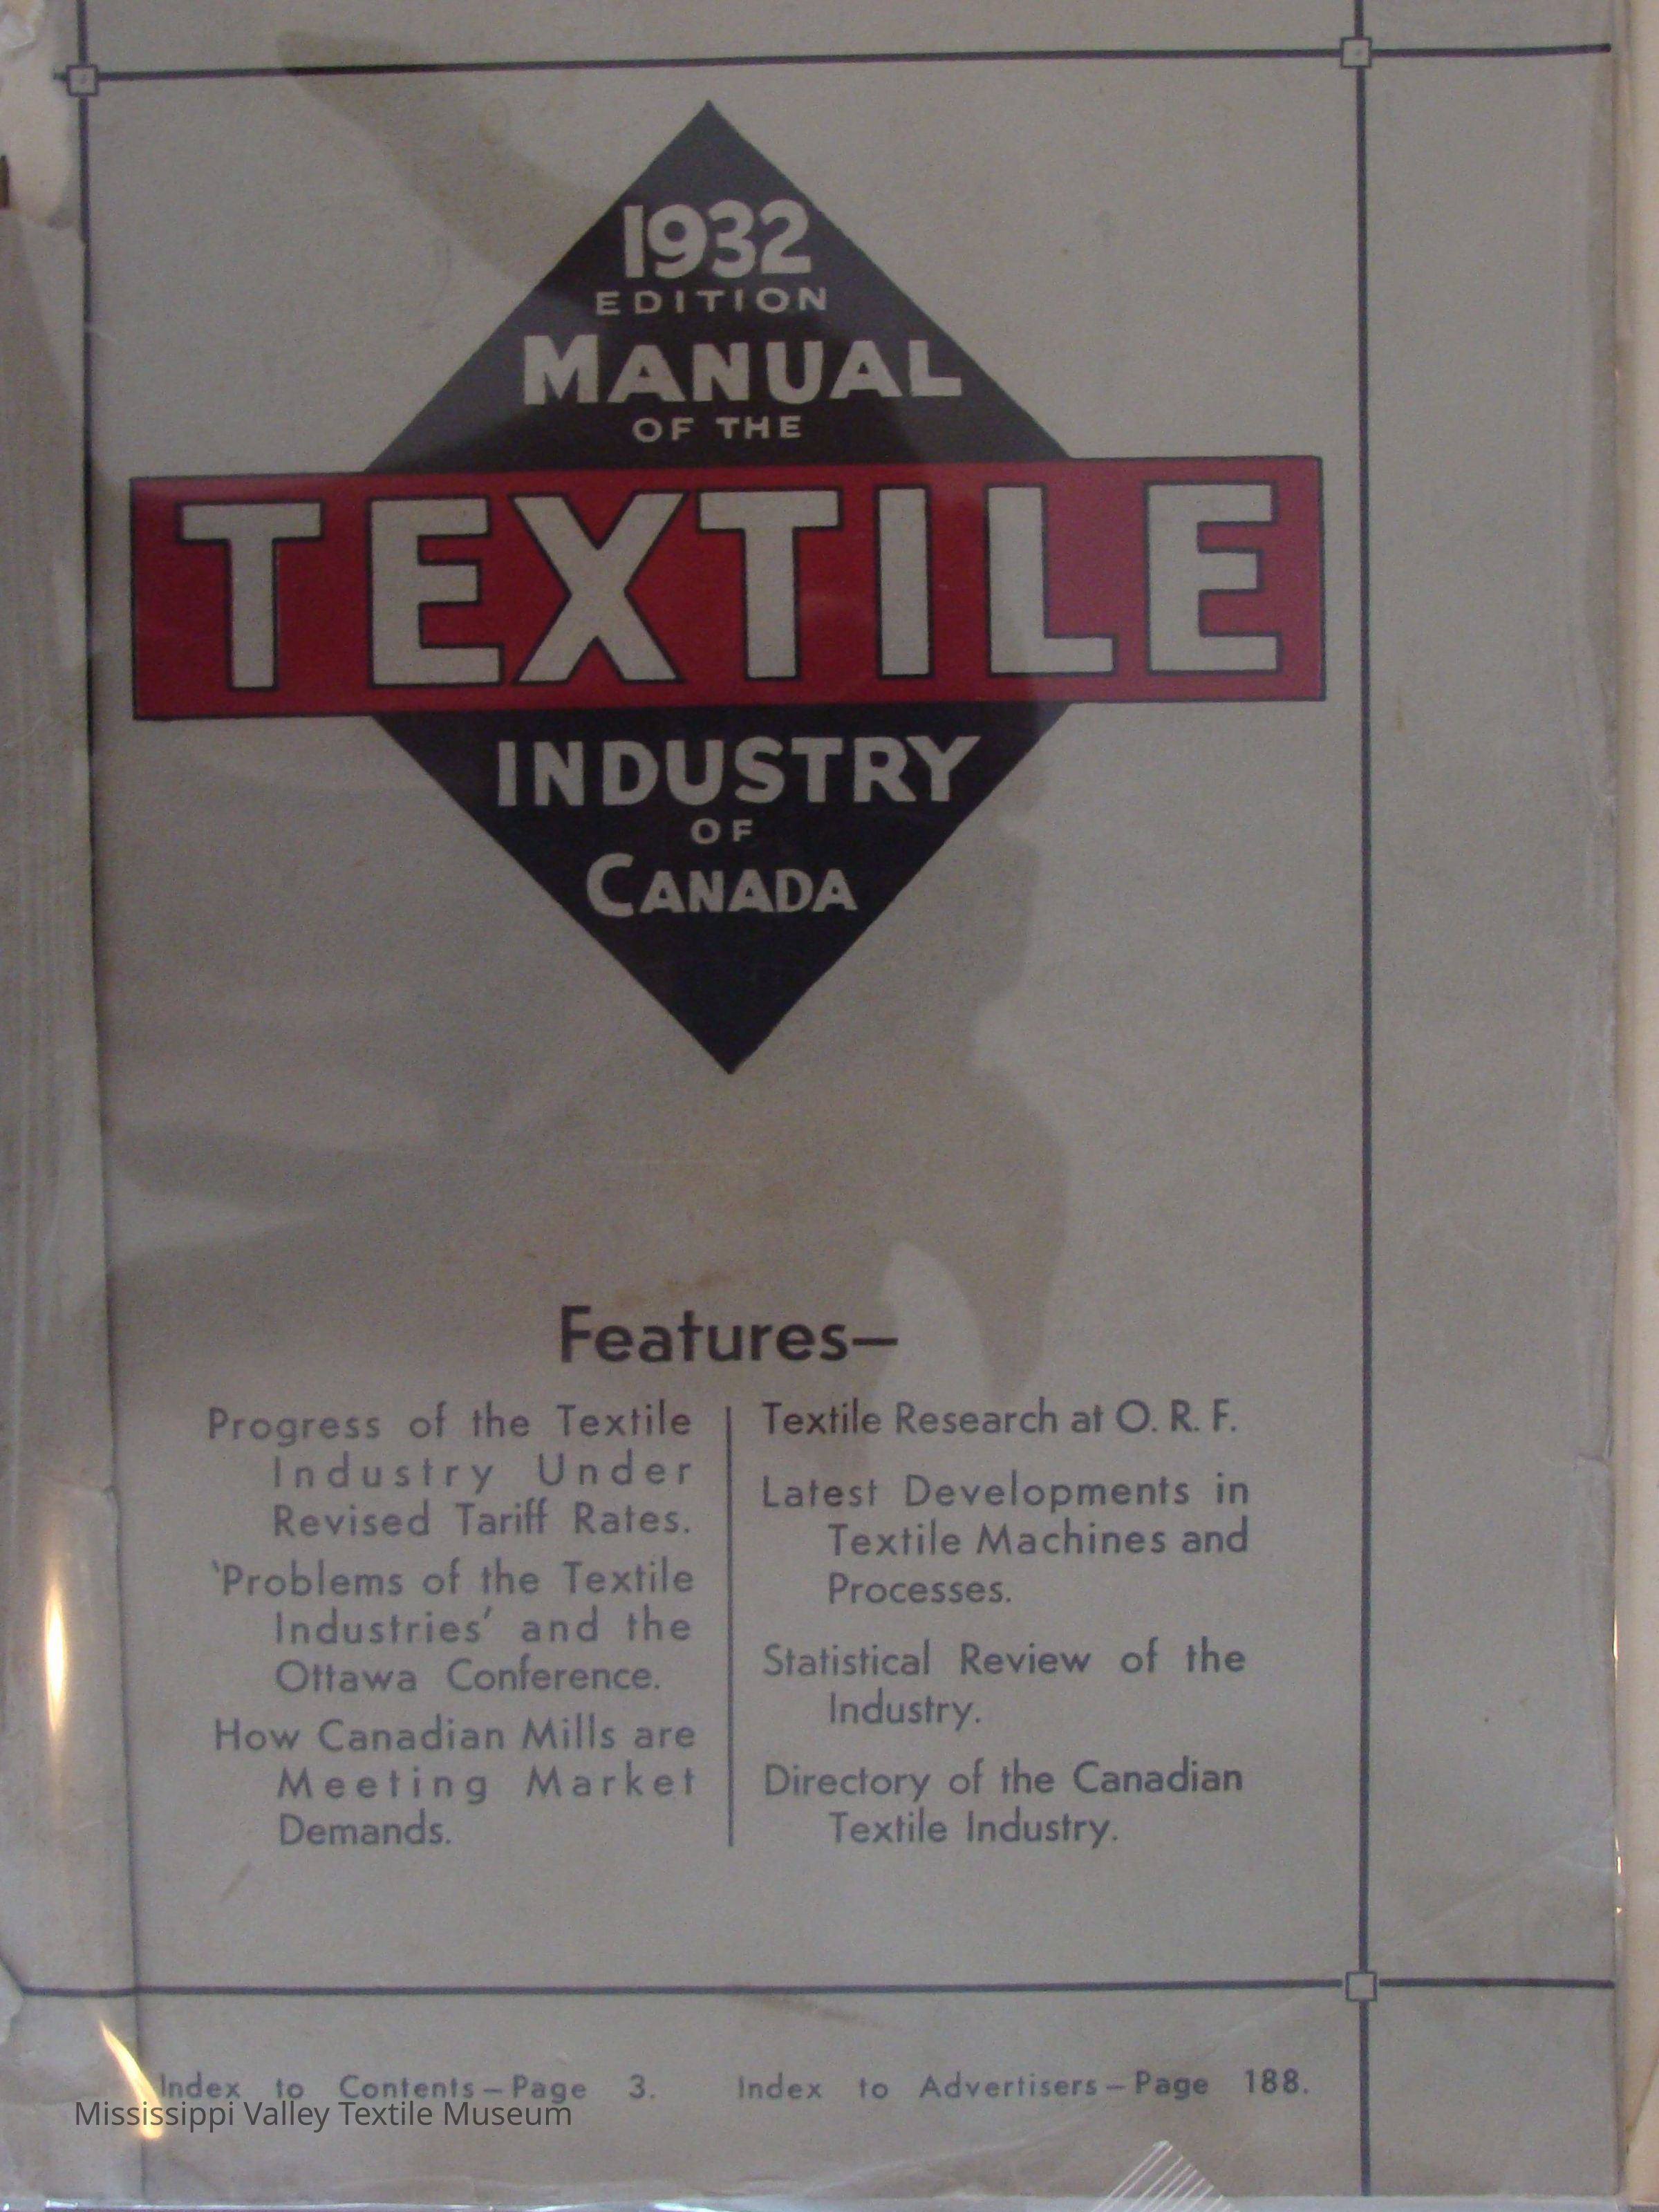 1932
EDITION
MANUAL
OF THE
TEXTILE
INDUSTRY
OF
CANADA
Features—
Progress of the Textile
Industry Under
Revised Tariff Rates.
'Problems of the Textile
Industries' and the
Ottawa Conference.
How Canadian Mills are
Meeting Market
Demands.
Textile Research at O. R. F.
Latest Developments in
Textile Machines and
Processes.
Statistical Review of the
Industry.
Directory of the Canadian
Textile Industry.
Index to Contents—Page 3. Index to Advertisers—Page 188.
Mississippi Valley Textile Museum